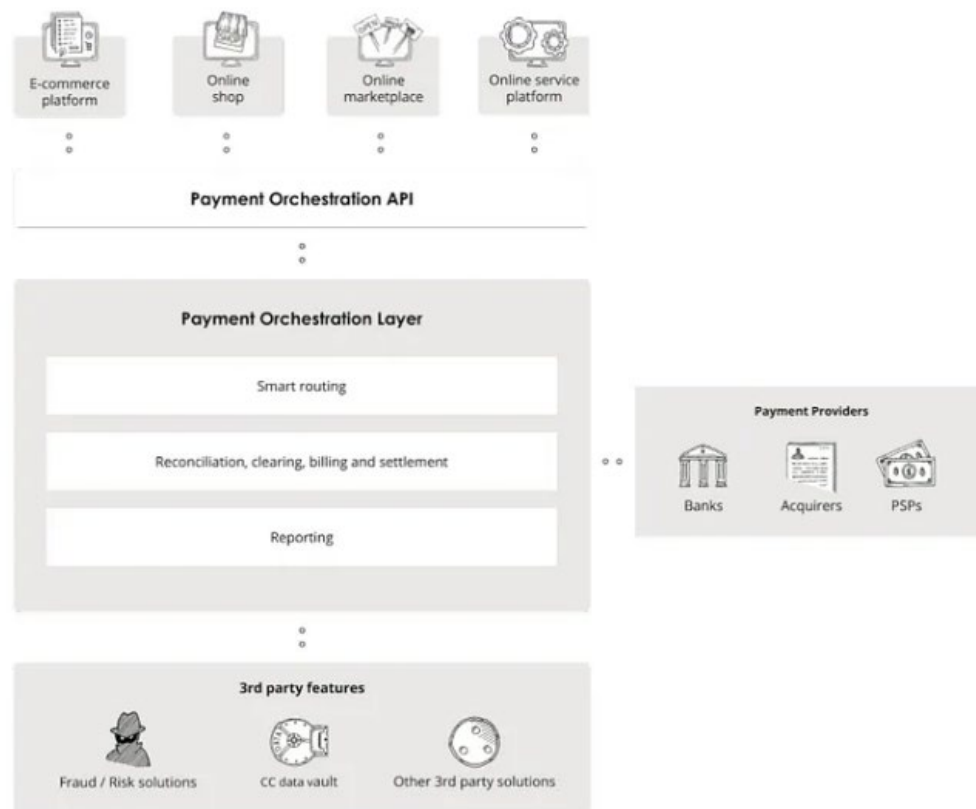 E-commerce
platform
Online
shop
Online
marketplace
Online service
platform
Payment Orchestration API
Payment Orchestration Layer
Smart routing
Reconciliation, clearing, billing and settlement
Reporting
Payment Providers
Banks
Acquirers
PSPs
3rd party features
Fraud / Risk solutions
CC data vault
Other 3rd party solutions